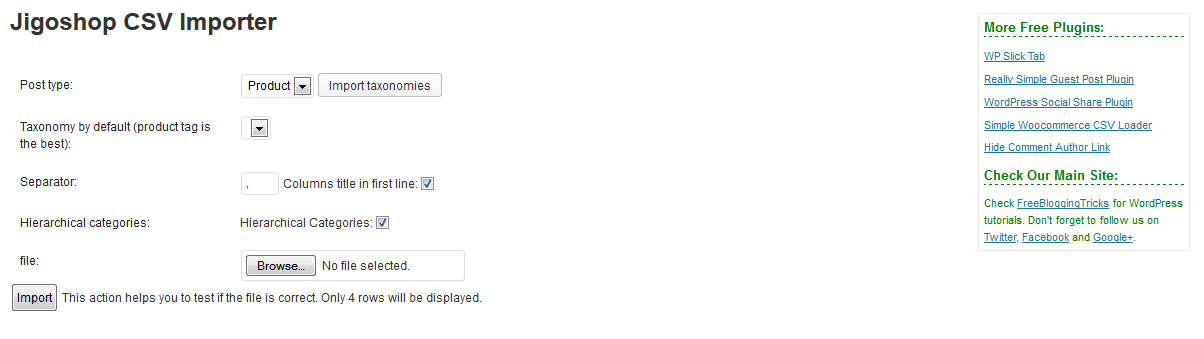 Jigoshop CSV Importer
Post type:
Product
Import taxonomies
Taxonomy by default (product tag is
the best):
Separator:
,
Columns title in first line:
Hierarchical categories:
Hierarchical Categories:
file:
Browse...
No file selected.
Import
This action helps you to test if the file is correct. Only 4 rows will be displayed.
More Free Plugins:
WP Slick Tab
Really Simple Guest Post Plugin
WordPress Social Share Plugin
Simple Woocommerce CSV Loader
Hide Comment Author Link
Check Our Main Site:
Check FreeBloggingTricks for WordPress
tutorials. Don't forget to follow us on
Twitter, Facebook and Google+.